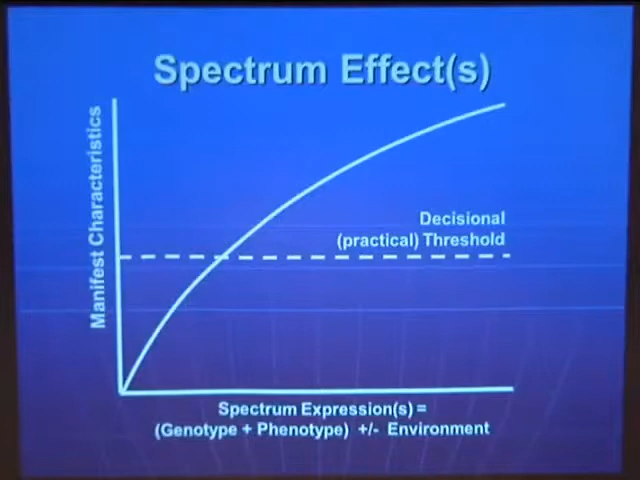 Spectrum Effect(s)
Manifest Characteristics
Decisional
(practical) Threshold
Spectrum Expression(s) =
(Genotype + Phenotype) +/- Environment